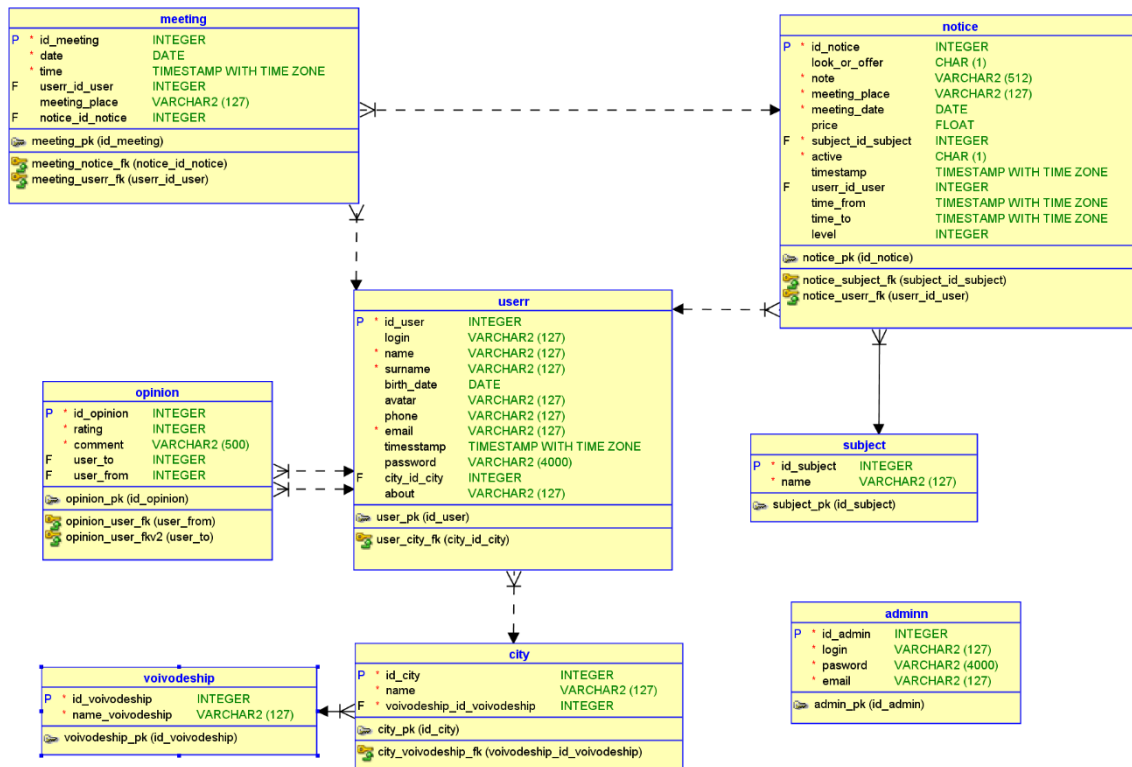 meeting
P * id_meeting INTEGER
* date DATE
* time TIMESTAMP WITH TIME ZONE
F userr_id_user INTEGER
meeting_place VARCHAR2 (127)
F notice_id_notice INTEGER
meeting_pk (id_meeting)
meeting_notice_fk (notice_id_notice)
meeting_userr_fk (userr_id_user)
notice
P * id_notice INTEGER
look_or_offer CHAR (1)
* note VARCHAR2 (512)
* meeting_place VARCHAR2 (127)
* meeting_date DATE
price FLOAT
F * subject_id_subject INTEGER
* active CHAR (1)
timestamp TIMESTAMP WITH TIME ZONE
F userr_id_user INTEGER
time_from TIMESTAMP WITH TIME ZONE
time_to TIMESTAMP WITH TIME ZONE
level INTEGER
notice_pk (id_notice)
notice_subject_fk (subject_id_subject)
notice_userr_fk (userr_id_user)
userr
P * id_user INTEGER
login VARCHAR2 (127)
* name VARCHAR2 (127)
* surname VARCHAR2 (127)
birth_date DATE
avatar VARCHAR2 (127)
phone VARCHAR2 (127)
* email VARCHAR2 (127)
timesstamp TIMESTAMP WITH TIME ZONE
password VARCHAR2 (4000)
F city_id_city INTEGER
about VARCHAR2 (127)
user_pk (id_user)
user_city_fk (city_id_city)
opinion
P * id_opinion INTEGER
* rating INTEGER
* comment VARCHAR2 (500)
F user_to INTEGER
F user_from INTEGER
opinion_pk (id_opinion)
opinion_user_fk (user_from)
opinion_user_fkv2 (user_to)
subject
P * id_subject INTEGER
* name VARCHAR2 (127)
subject_pk (id_subject)
adminn
P * id_admin INTEGER
* login VARCHAR2 (127)
* pasword VARCHAR2 (4000)
* email VARCHAR2 (127)
admin_pk (id_admin)
city
P * id_city INTEGER
* name VARCHAR2 (127)
F * voivodeship_id_voivodeship INTEGER
city_pk (id_city)
city_voivodeship_fk (voivodeship_id_voivodeship)
voivodeship
P * id_voivodeship INTEGER
* name_voivodeship VARCHAR2 (127)
voivodeship_pk (id_voivodeship)